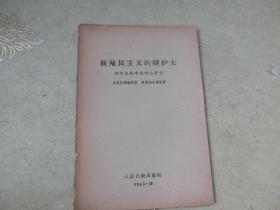 新殖民主义的辩护士
四评苏共中央的公开信
人民日报编辑部 红旗杂志编辑部
人民日报出版社
1963·10